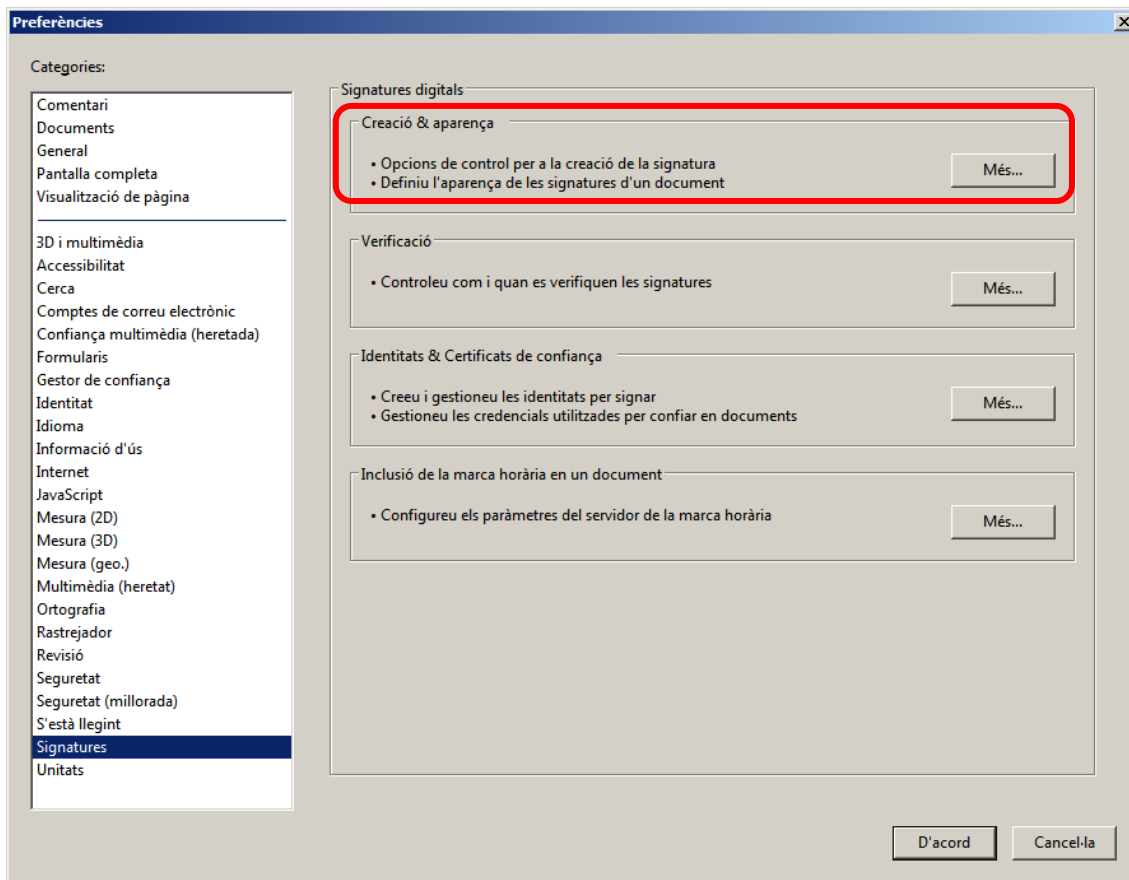 Preferències
Categories:
Comentari
Documents
General
Pantalla completa
Visualització de pàgina
3D i multimèdia
Accessibilitat
Cerca
Comptes de correu electrònic
Confiança multimèdia (heretada)
Formularis
Gestor de confiança
Identitat
Idioma
Informació d'ús
Internet
JavaScript
Mesura (2D)
Mesura (3D)
Mesura (geo.)
Multimèdia (heretat)
Ortografia
Rastrejador
Revisió
Seguretat
Seguretat (millorada)
S'està llegint
Signatures
Unitats
Signatures digitals
Creació & aparença
• Opcions de control per a la creació de la signatura
• Definiu l'aparença de les signatures d'un document
Més...
Verificació
• Controleu com i quan es verifiquen les signatures
Més...
Identitats & Certificats de confiança
• Creeu i gestioneu les identitats per signar
• Gestioneu les credencials utilitzades per confiar en documents
Més...
Inclusió de la marca horària en un document
• Configureu els paràmetres del servidor de la marca horària
Més...
D'acord
Cancel·la